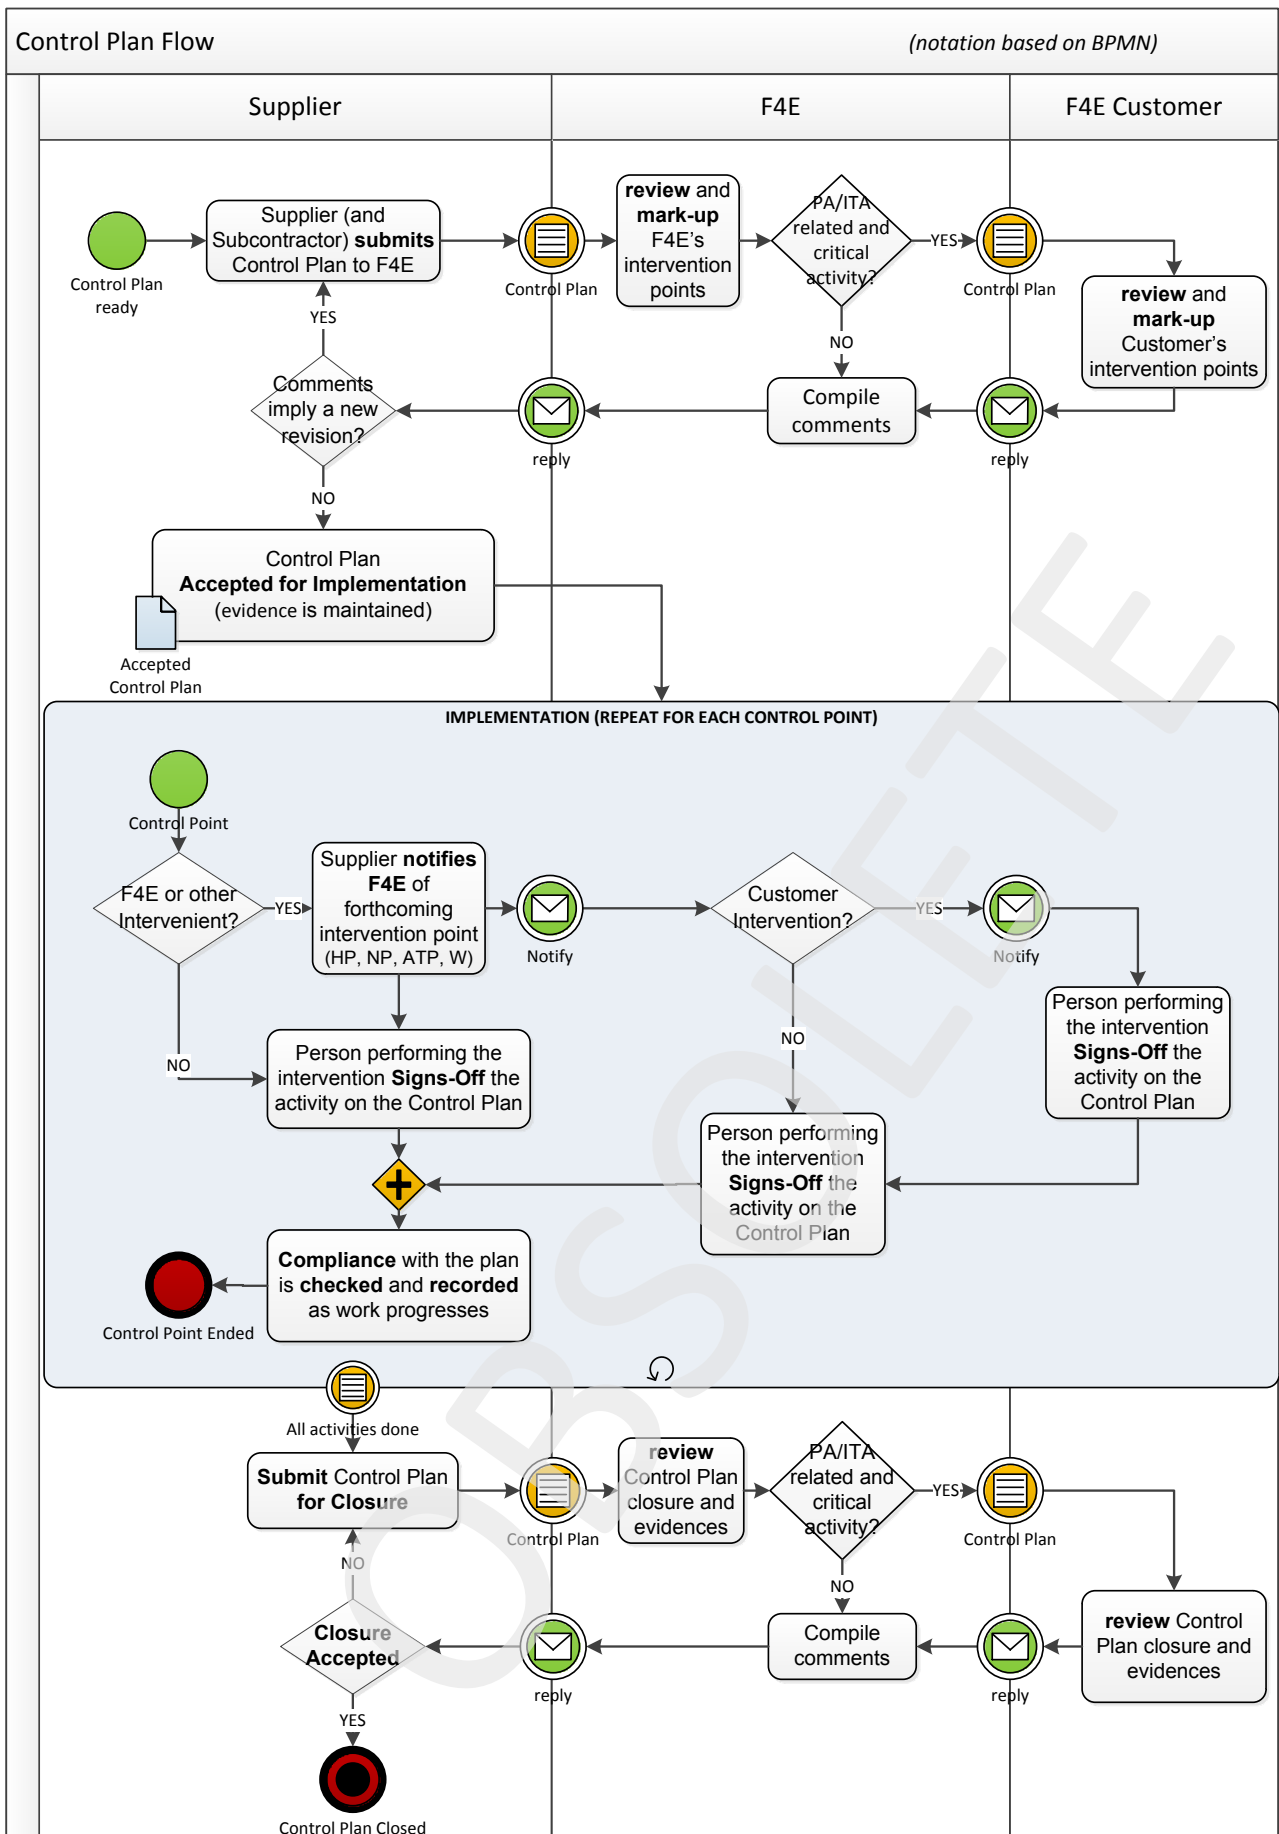 Control Plan Flow
(notation based on BPMN)
Supplier
F4E
F4E Customer
Control Plan
ready
Supplier (and
Subcontractor) submits
Control Plan to F4E
Control Plan
review and
mark-up
F4E's
intervention
points
PA/ITA
related and
critical
activity?
YES
Control Plan
review and
mark-up
Customer's
intervention points
NO
Compile
comments
reply
reply
YES
Comments
imply a new
revision?
NO
Control Plan
Accepted for Implementation
(evidence is maintained)
Accepted
Control Plan
IMPLEMENTATION (REPEAT FOR EACH CONTROL POINT)
Control Point
F4E or other
Intervenient?
YES
Supplier notifies
F4E of
forthcoming
intervention point
(HP, NP, ATP, W)
Notify
Customer
Intervention?
YES
Notify
NO
Person performing the
intervention Signs-Off the
activity on the Control Plan
NO
Person performing
the intervention
Signs-Off the
activity on the
Control Plan
Person performing
the intervention
Signs-Off the
activity on the
Control Plan
Compliance with the plan
is checked and recorded
as work progresses
Control Point Ended
All activities done
Submit Control Plan
for Closure
Control Plan
review
Control Plan
closure and
evidences
PA/ITA
related and
critical
activity?
YES
Control Plan
review Control
Plan closure and
evidences
NO
Compile
comments
reply
reply
NO
Closure
Accepted
YES
Control Plan Closed
OBSOLETE